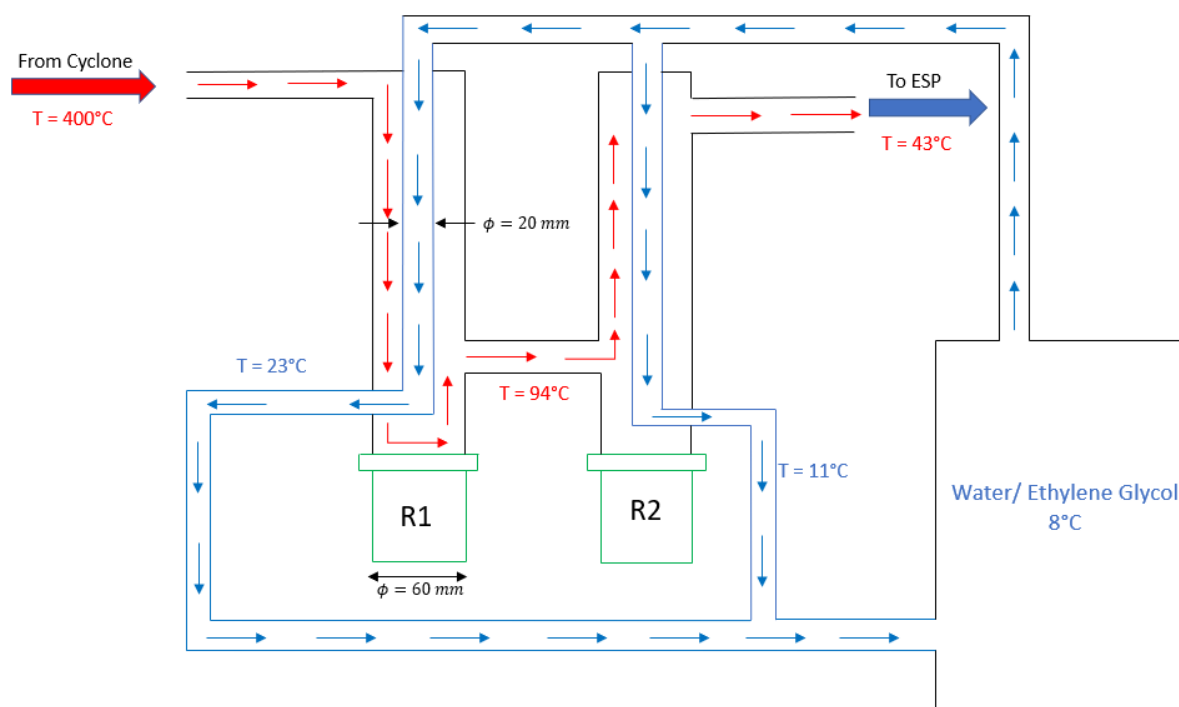 From Cyclone
T = 400°C
To ESP
T = 43°C
ϕ = 20 mm
T = 23°C
T = 94°C
T = 11°C
R1
R2
Water/ Ethylene Glycol
8°C
ϕ = 60 mm